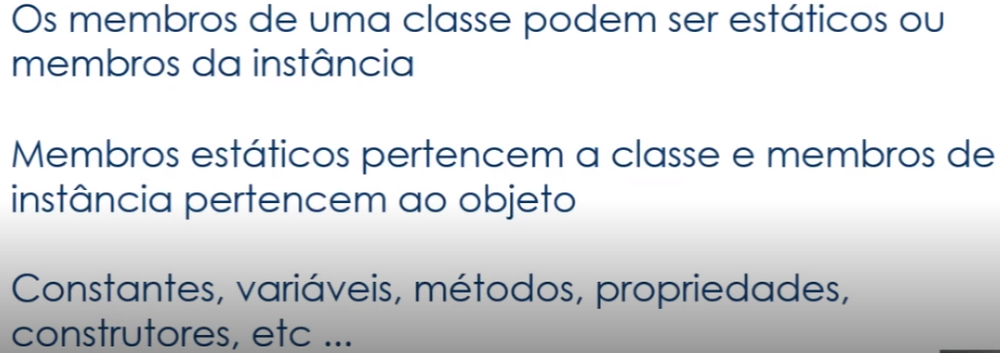 Os membros de uma classe podem ser estáticos ou
membros da instância
Membros estáticos pertencem a classe e membros de
instância pertencem ao objeto
Constantes, variáveis, métodos, propriedades,
construtores, etc ...